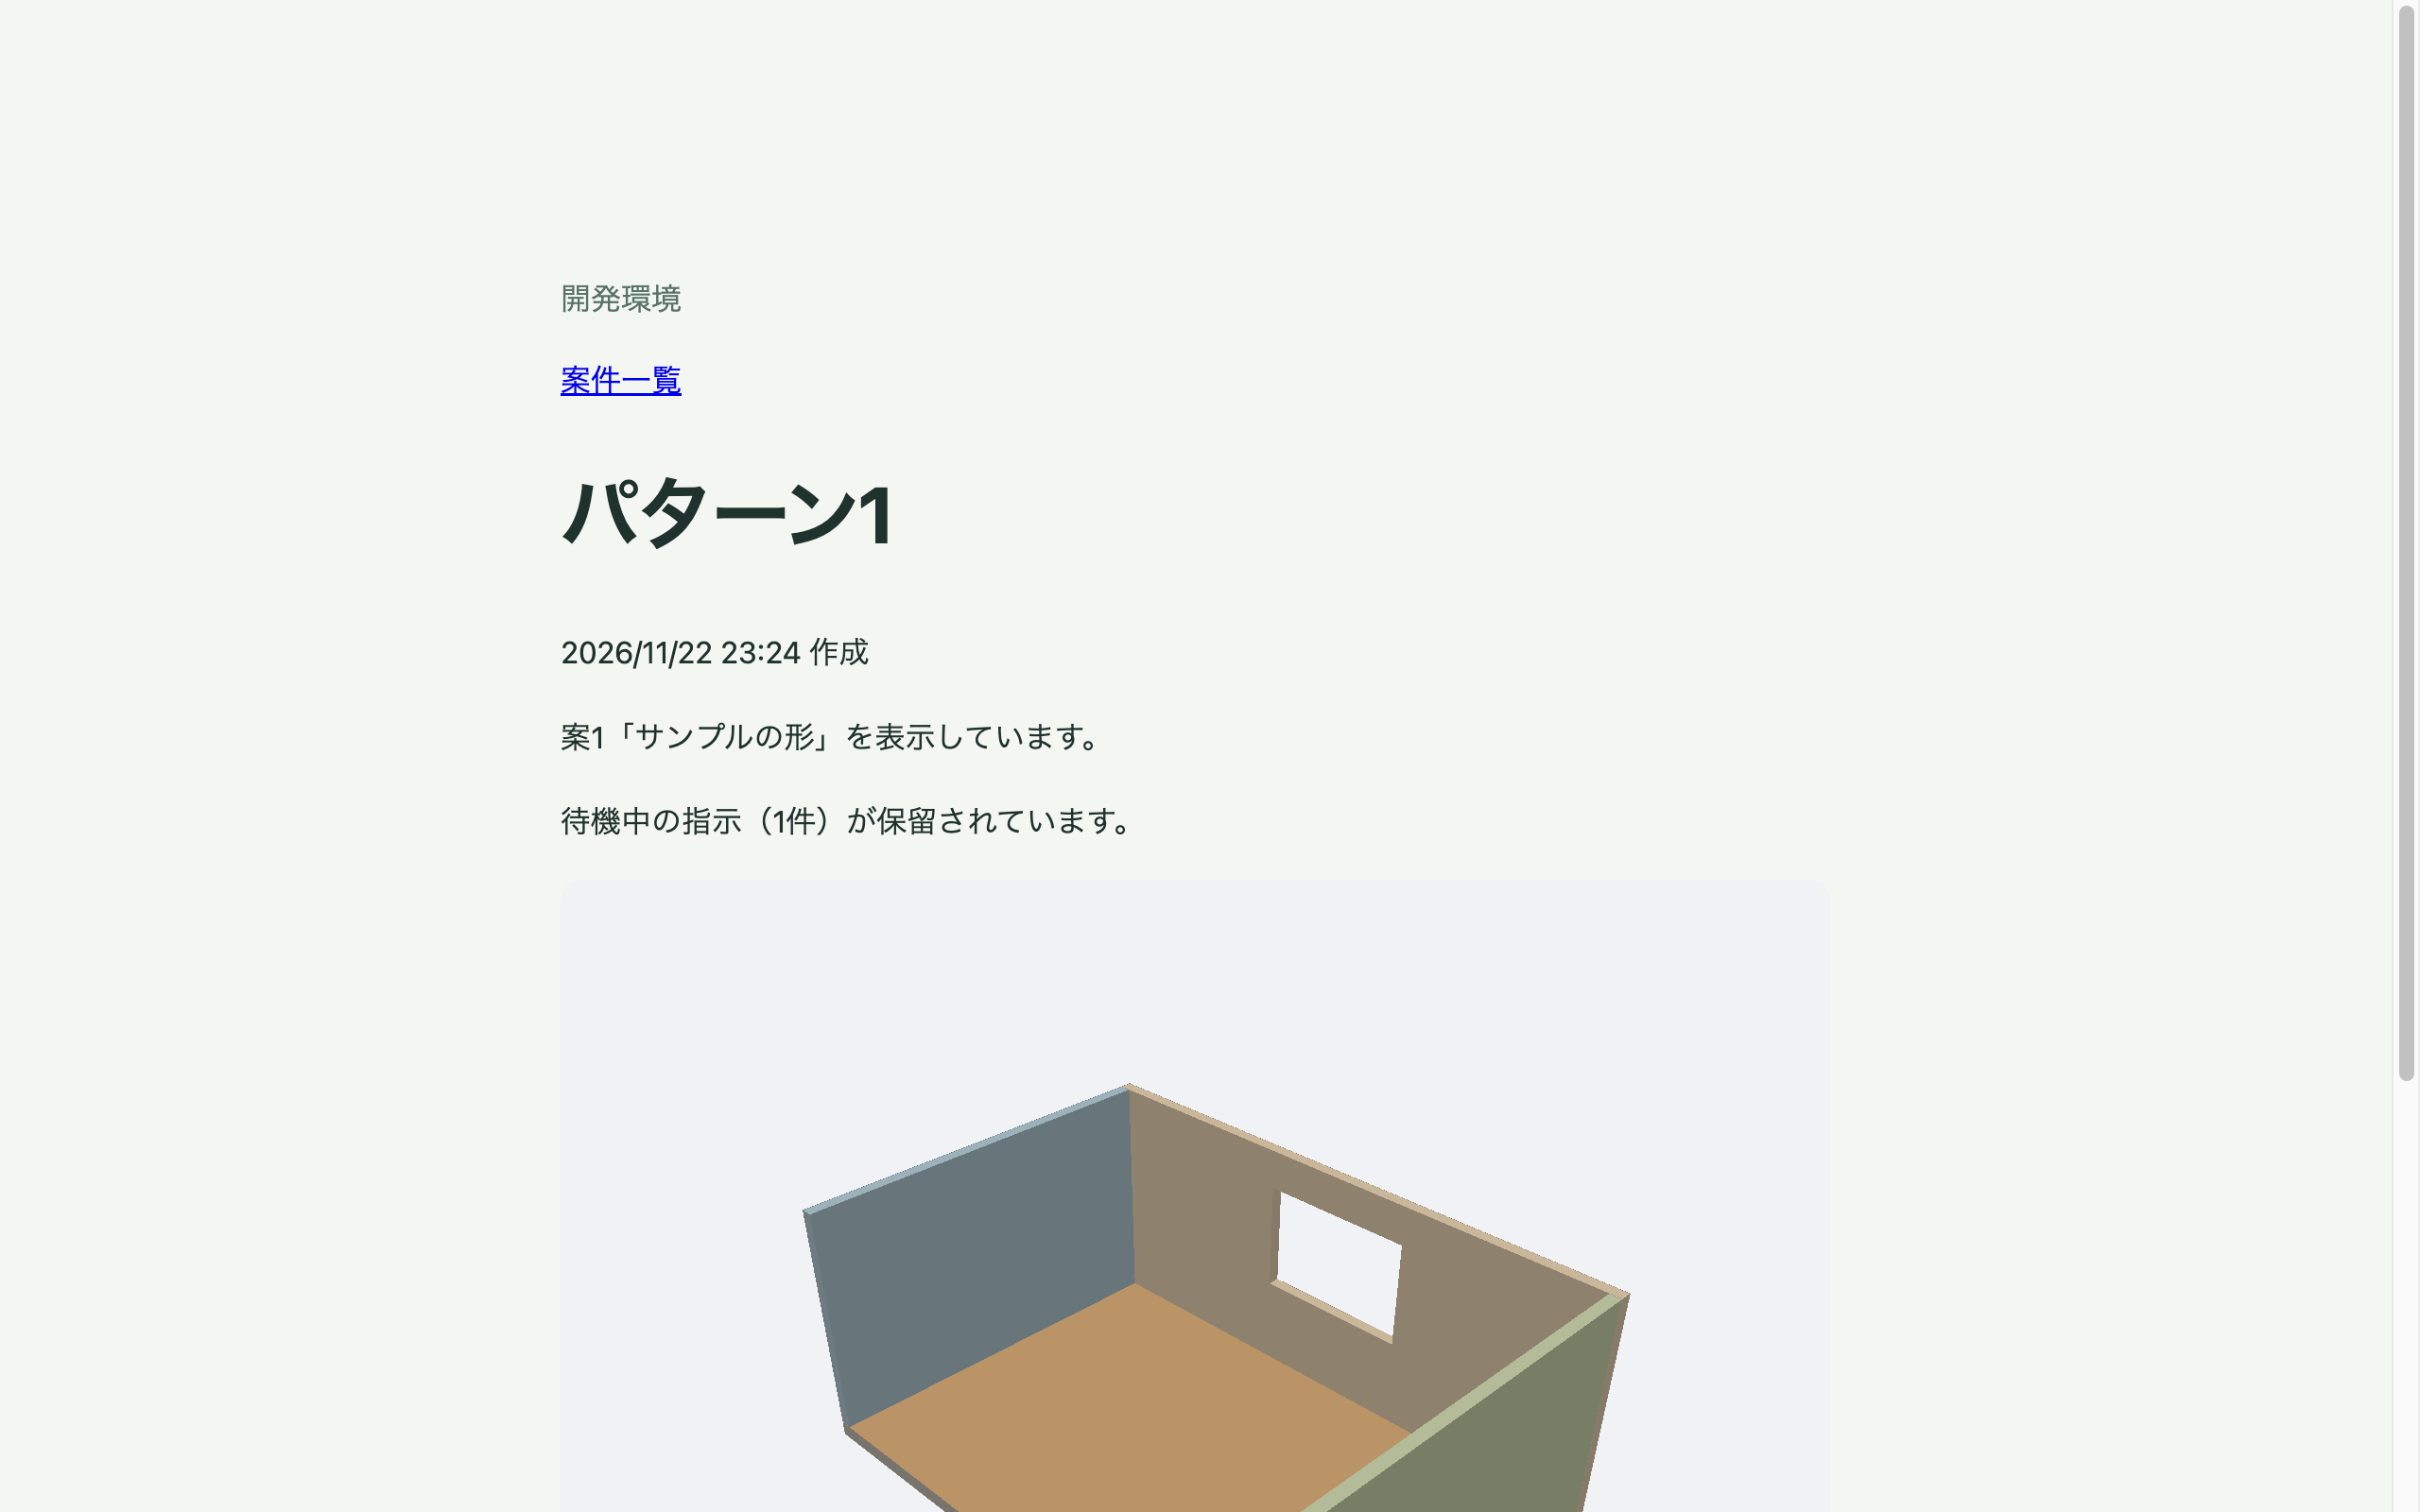 開発環境
案件一覧
パターン1
2026/11/22 23:24 作成
案1「サンプルの形」を表示しています。
待機中の指示（1件）が保留されています。